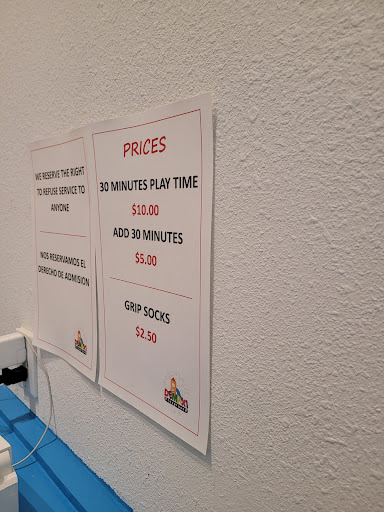 WE RESERVE THE RIGHT
TO REFUSE SERVICE TO
ANYONE
NOS RESERVAMOS EL
DERECHO DE ADMISION
PRICES
30 MINUTES PLAY TIME
$10.00
ADD 30 MINUTES
$5.00
GRIP SOCKS
$2.50